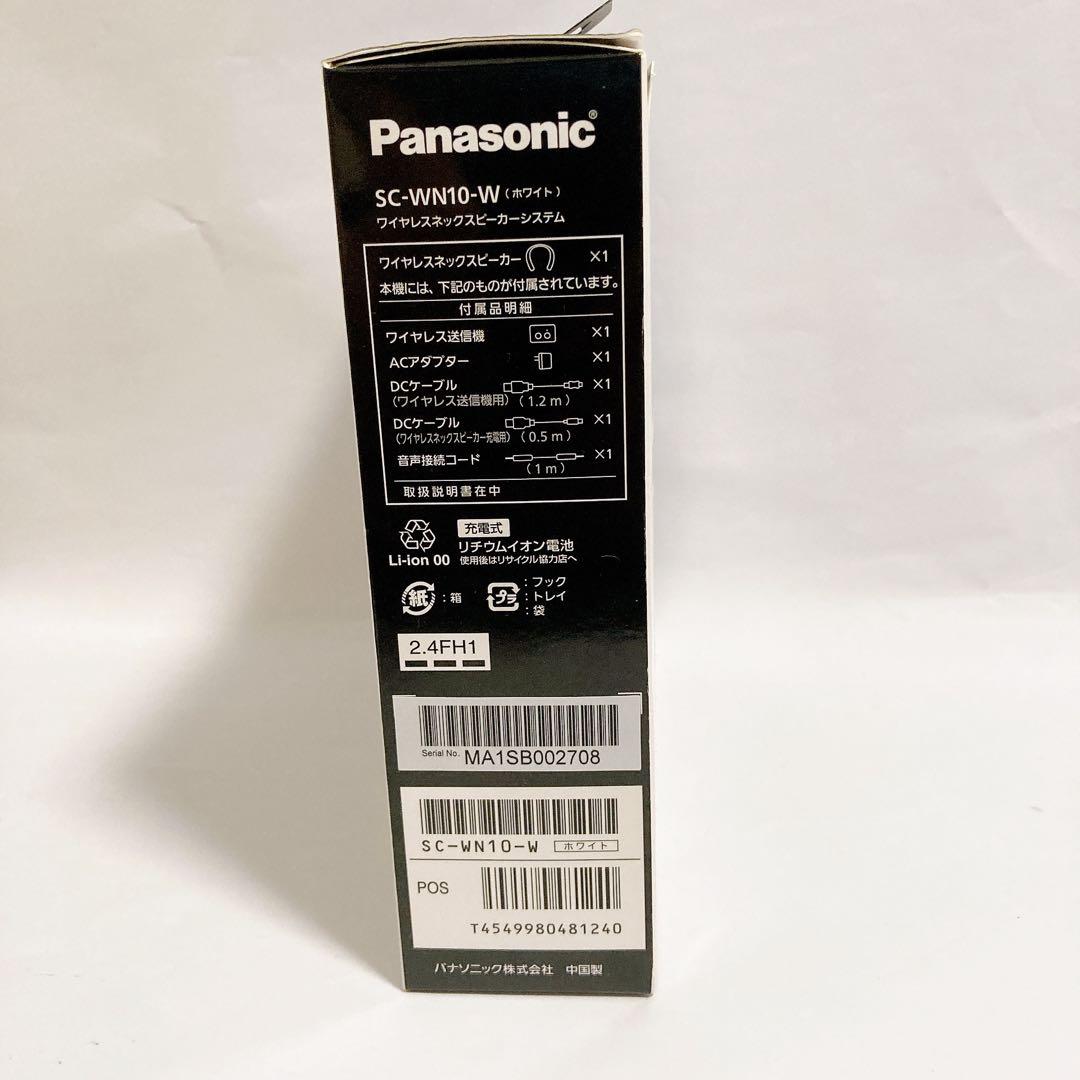 Panasonic®
SC-WN10-W（ホワイト）
ワイヤレスネックスピーカーシステム
ワイヤレスネックスピーカー ×1
本機には、下記のものが付属されています。
付属品明細
ワイヤレス送信機 ×1
ACアダプター ×1
DCケーブル ×1
（ワイヤレス送信機用）（1.2 m）
DCケーブル ×1
（ワイヤレスネックスピーカー充電用）（0.5 m）
音声接続コード ×1
（1 m）
取扱説明書在中
充電式
リチウムイオン電池
Li-ion 00 使用後はリサイクル協力店へ
紙：箱
プラ：フック
：トレイ
：袋
2.4FH1
Serial No. MA1SB002708
SC-WN10-W ホワイト
POS
T4549980481240
パナソニック株式会社 中国製